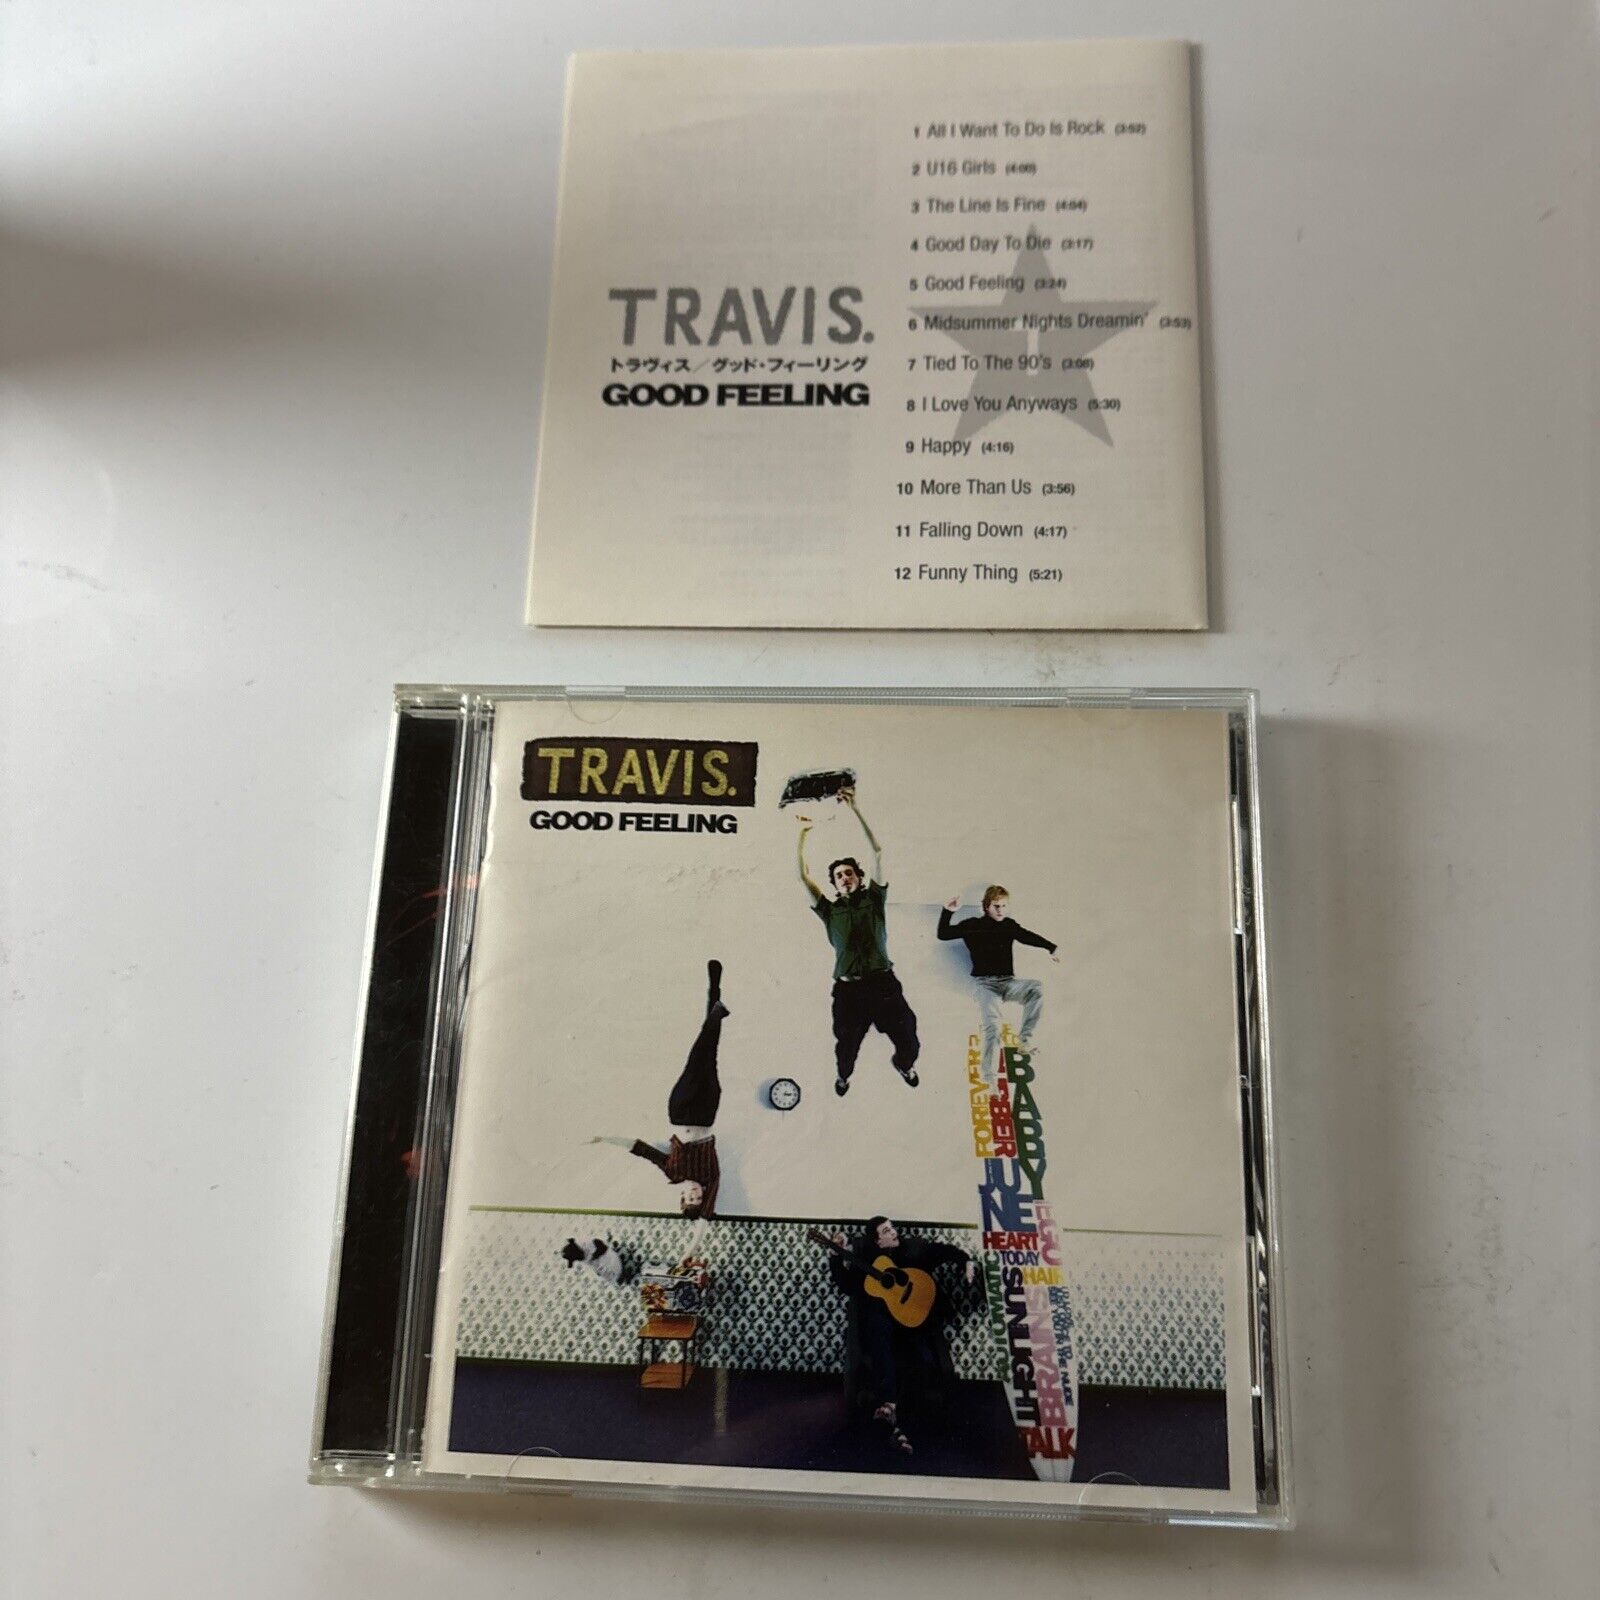 TRAVIS.
トラヴィス／グッド・フィーリング
GOOD FEELING
1 All I Want To Do Is Rock (3:52)
2 U16 Girls (4:00)
3 The Line Is Fine (4:04)
4 Good Day To Die (3:17)
5 Good Feeling (3:24)
6 Midsummer Nights Dreamin' (3:53)
7 Tied To The 90's (3:08)
8 I Love You Anyways (5:30)
9 Happy (4:16)
10 More Than Us (3:56)
11 Falling Down (4:17)
12 Funny Thing (5:21)
TRAVIS.
GOOD FEELING
FOREVER
BABY
HEART
TODAY
HAIR
AUTOMATIC
SUNLIGHT
BRAINS
TALK